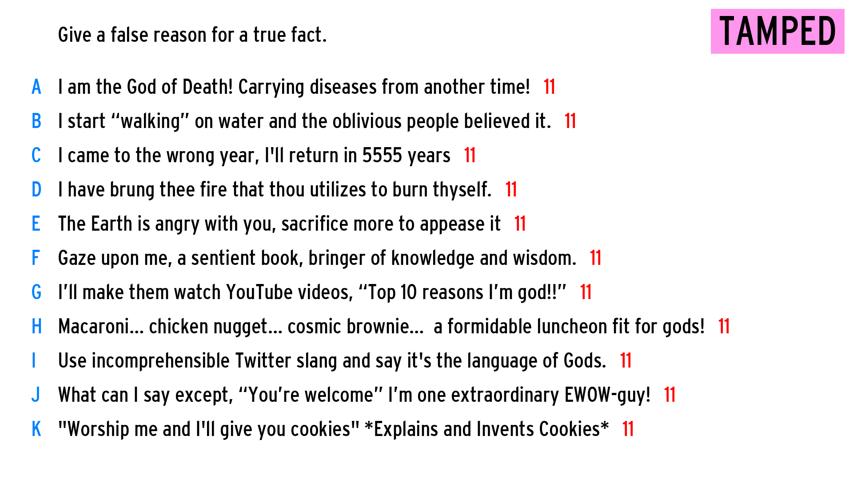 Give a false reason for a true fact.
TAMPED
A I am the God of Death! Carrying diseases from another time! 11
B I start “walking” on water and the oblivious people believed it. 11
C I came to the wrong year, I'll return in 5555 years 11
D I have brung thee fire that thou utilizes to burn thyself. 11
E The Earth is angry with you, sacrifice more to appease it 11
F Gaze upon me, a sentient book, bringer of knowledge and wisdom. 11
G I’ll make them watch YouTube videos, “Top 10 reasons I’m god!!” 11
H Macaroni... chicken nugget... cosmic brownie... a formidable luncheon fit for gods! 11
I Use incomprehensible Twitter slang and say it's the language of Gods. 11
J What can I say except, “You’re welcome” I’m one extraordinary EWOW-guy! 11
K "Worship me and I'll give you cookies" *Explains and Invents Cookies* 11